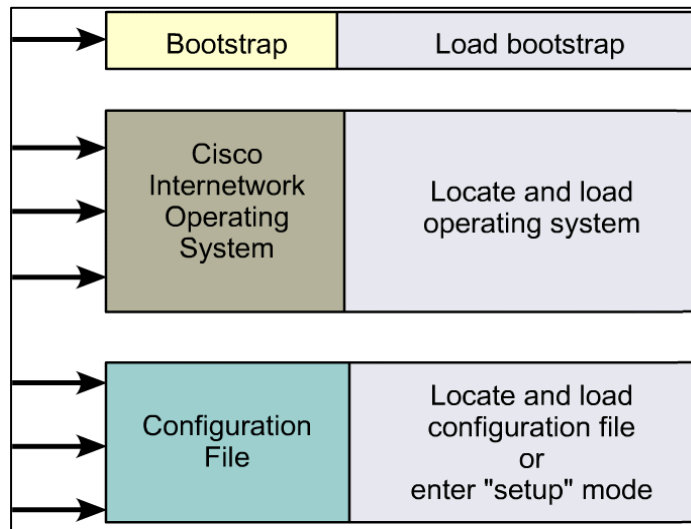 Bootstrap
Load bootstrap
Cisco
Internetwork
Operating
System
Locate and load
operating system
Configuration
File
Locate and load
configuration file
or
enter "setup" mode